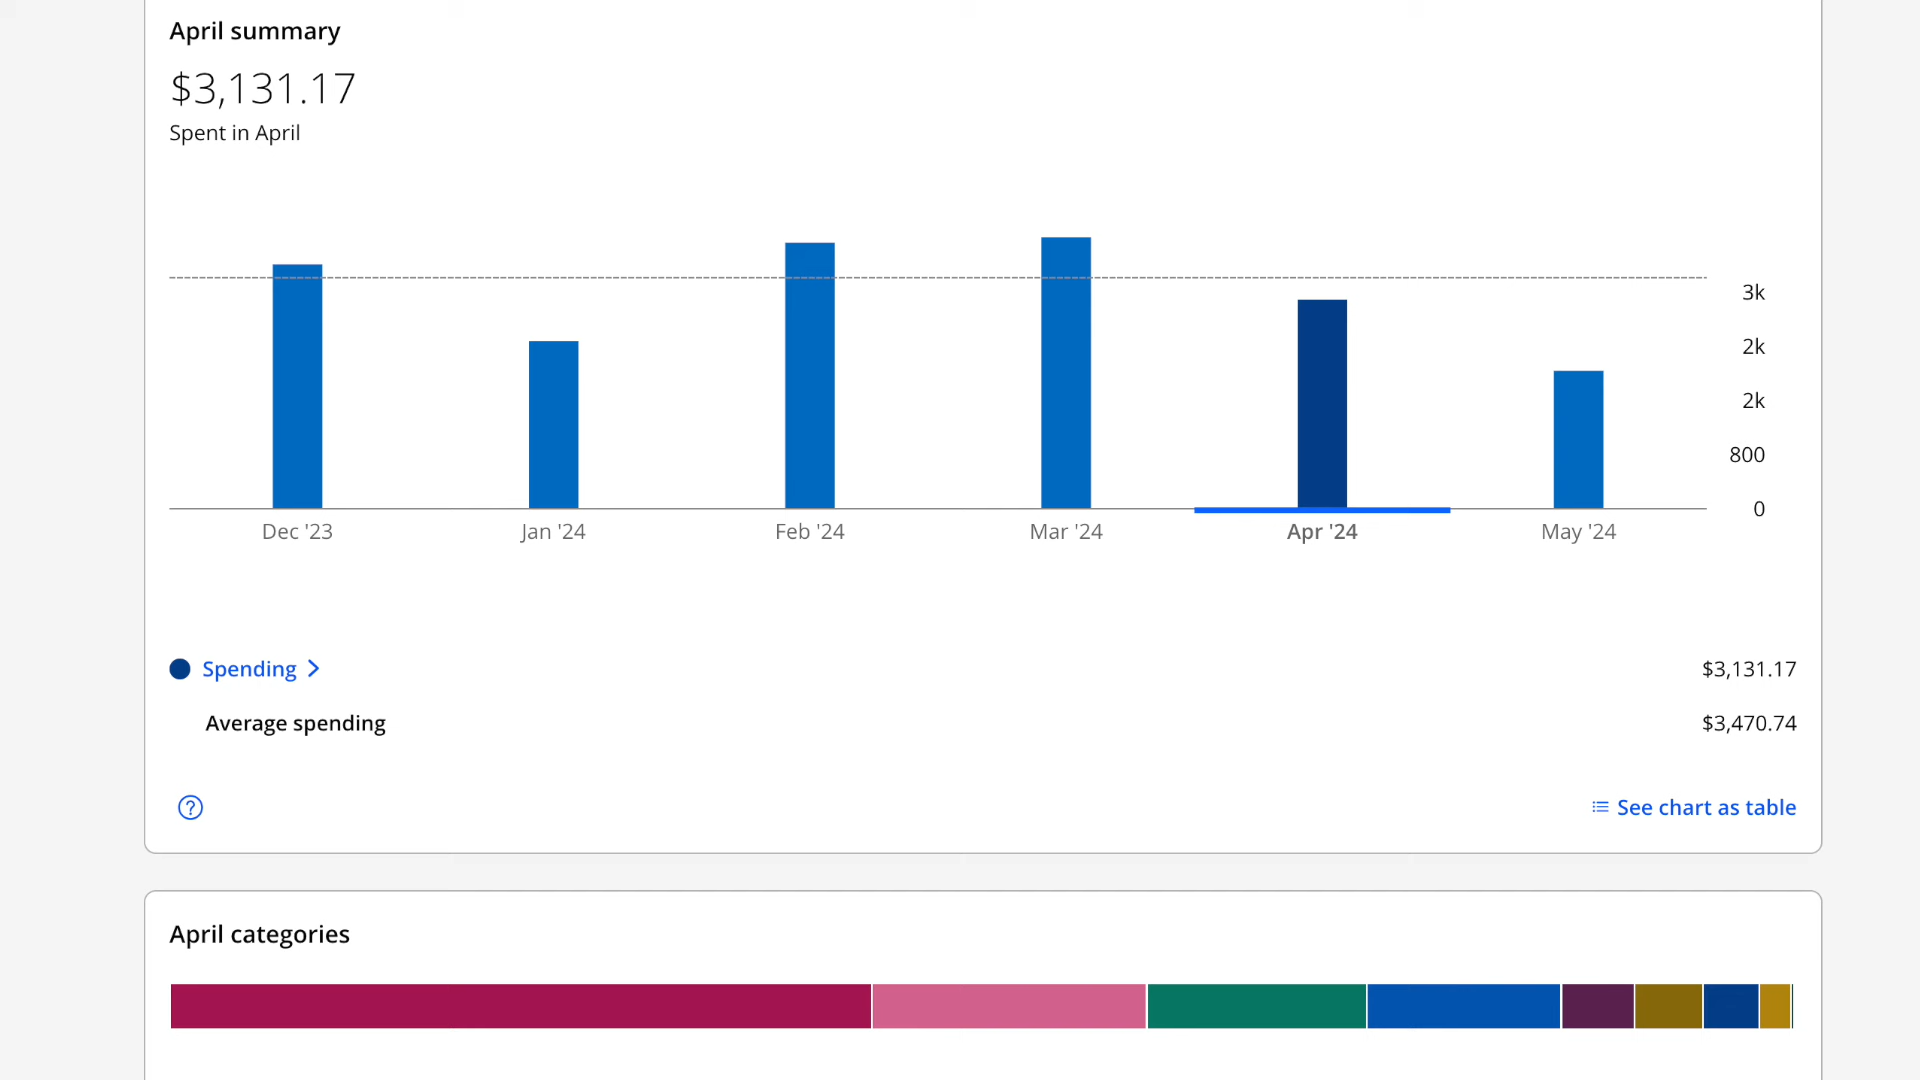 April summary
$3,131.17
Spent in April
3k
2k
2k
800
0
Dec '23 Jan '24 Feb '24 Mar '24 Apr '24 May '24
Spending $3,131.17
Average spending $3,470.74
? See chart as table
April categories